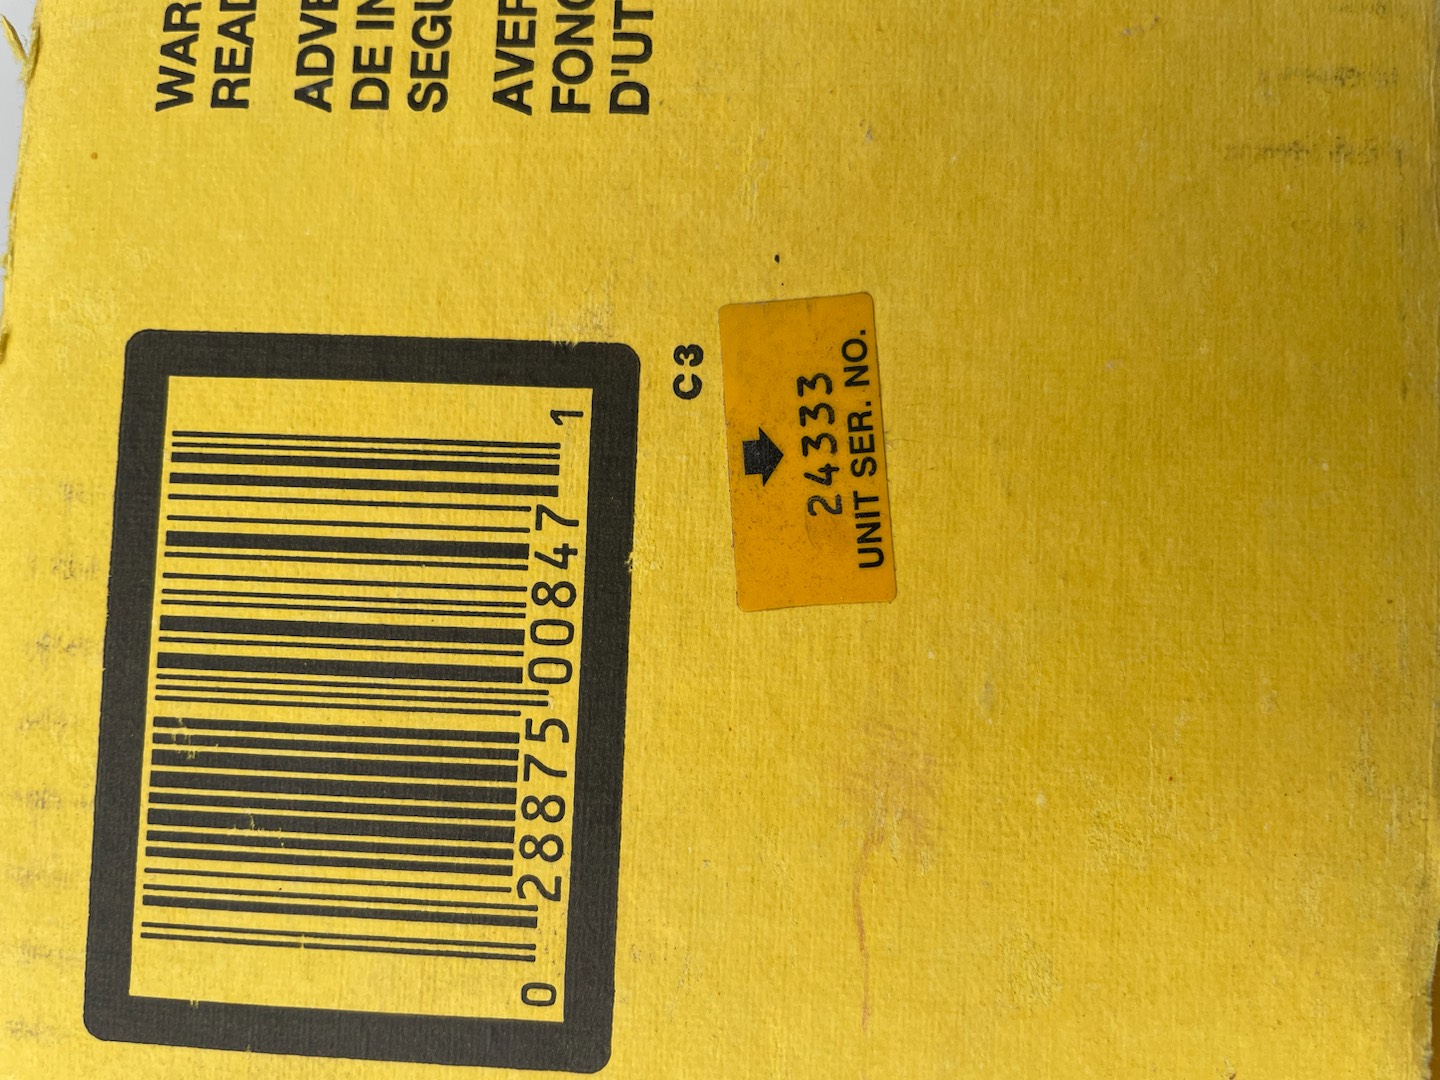 WAR
READ
ADVE
DE IN
SEGU
AVER
FONC
D'UT
0 28875 00847 1
C3
24333
UNIT SER. NO.